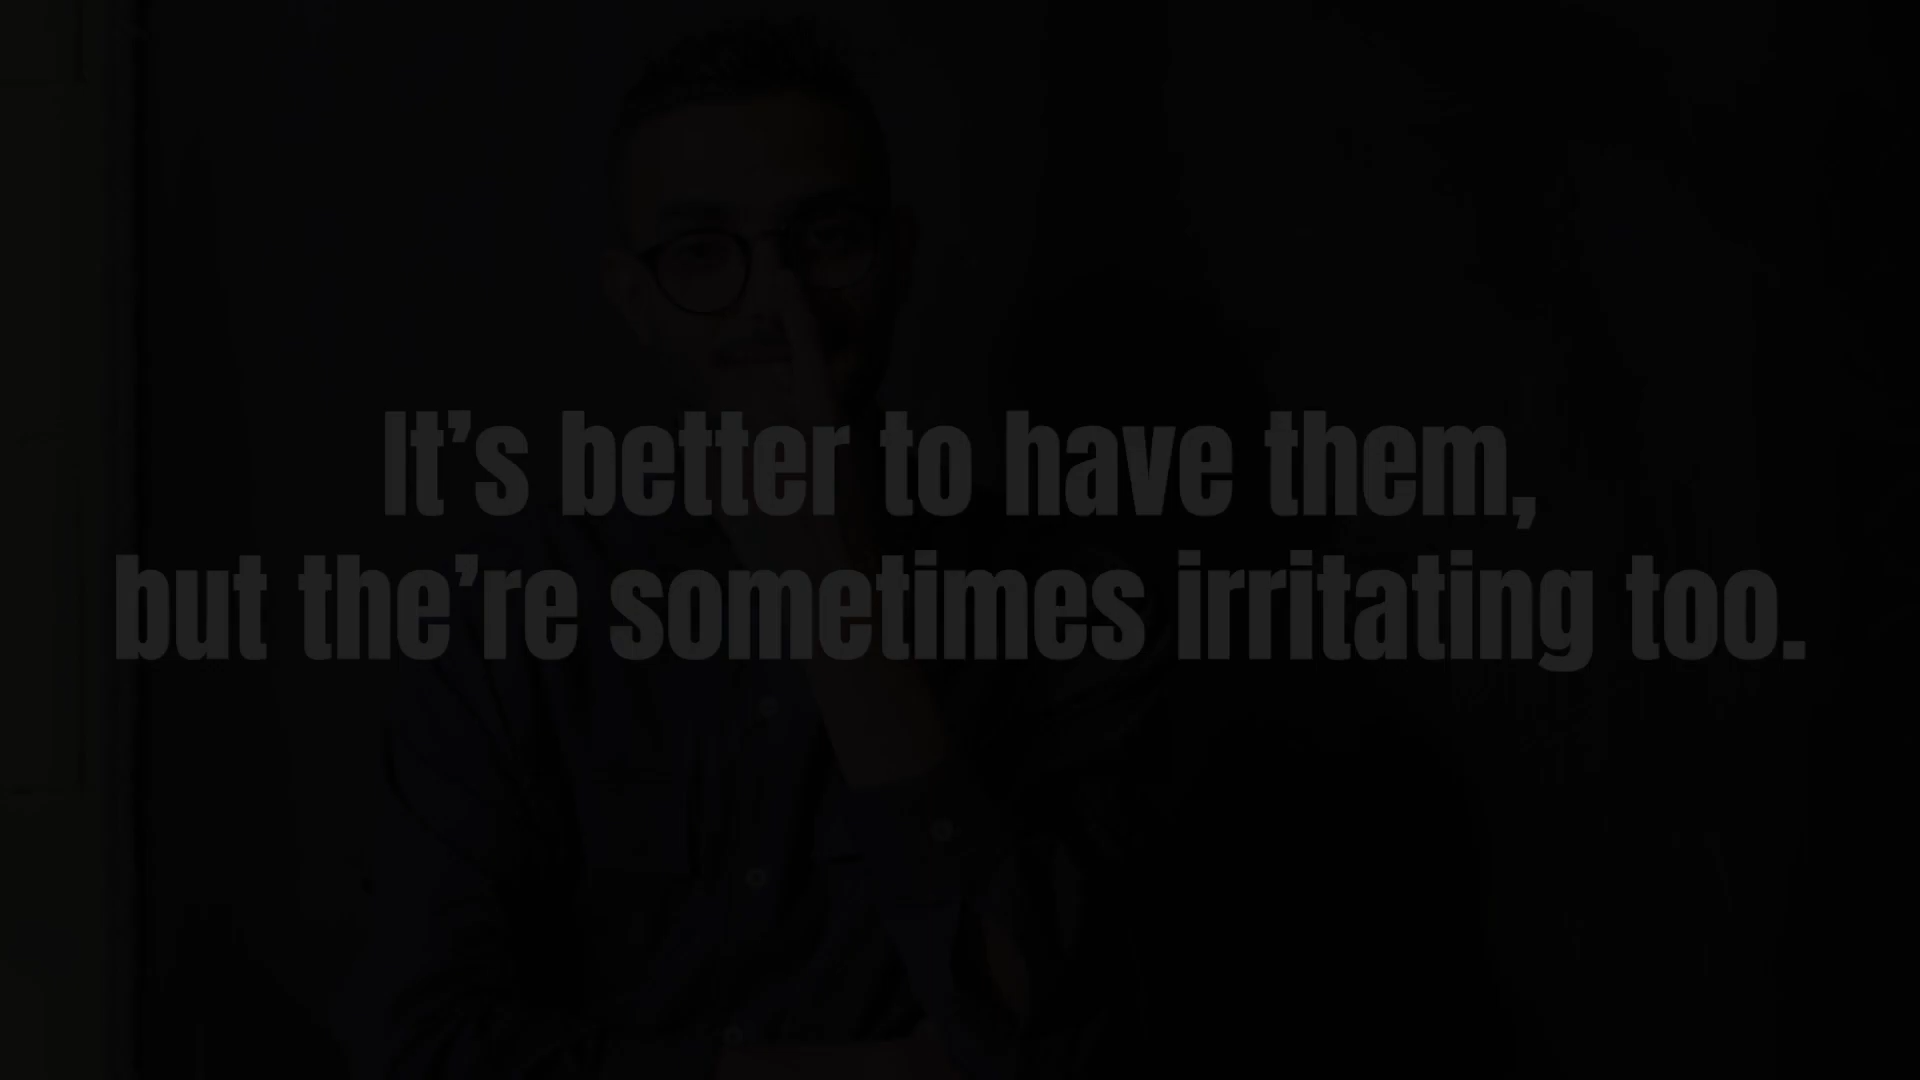 It’s better to have them,
but the’re sometimes irritating too.